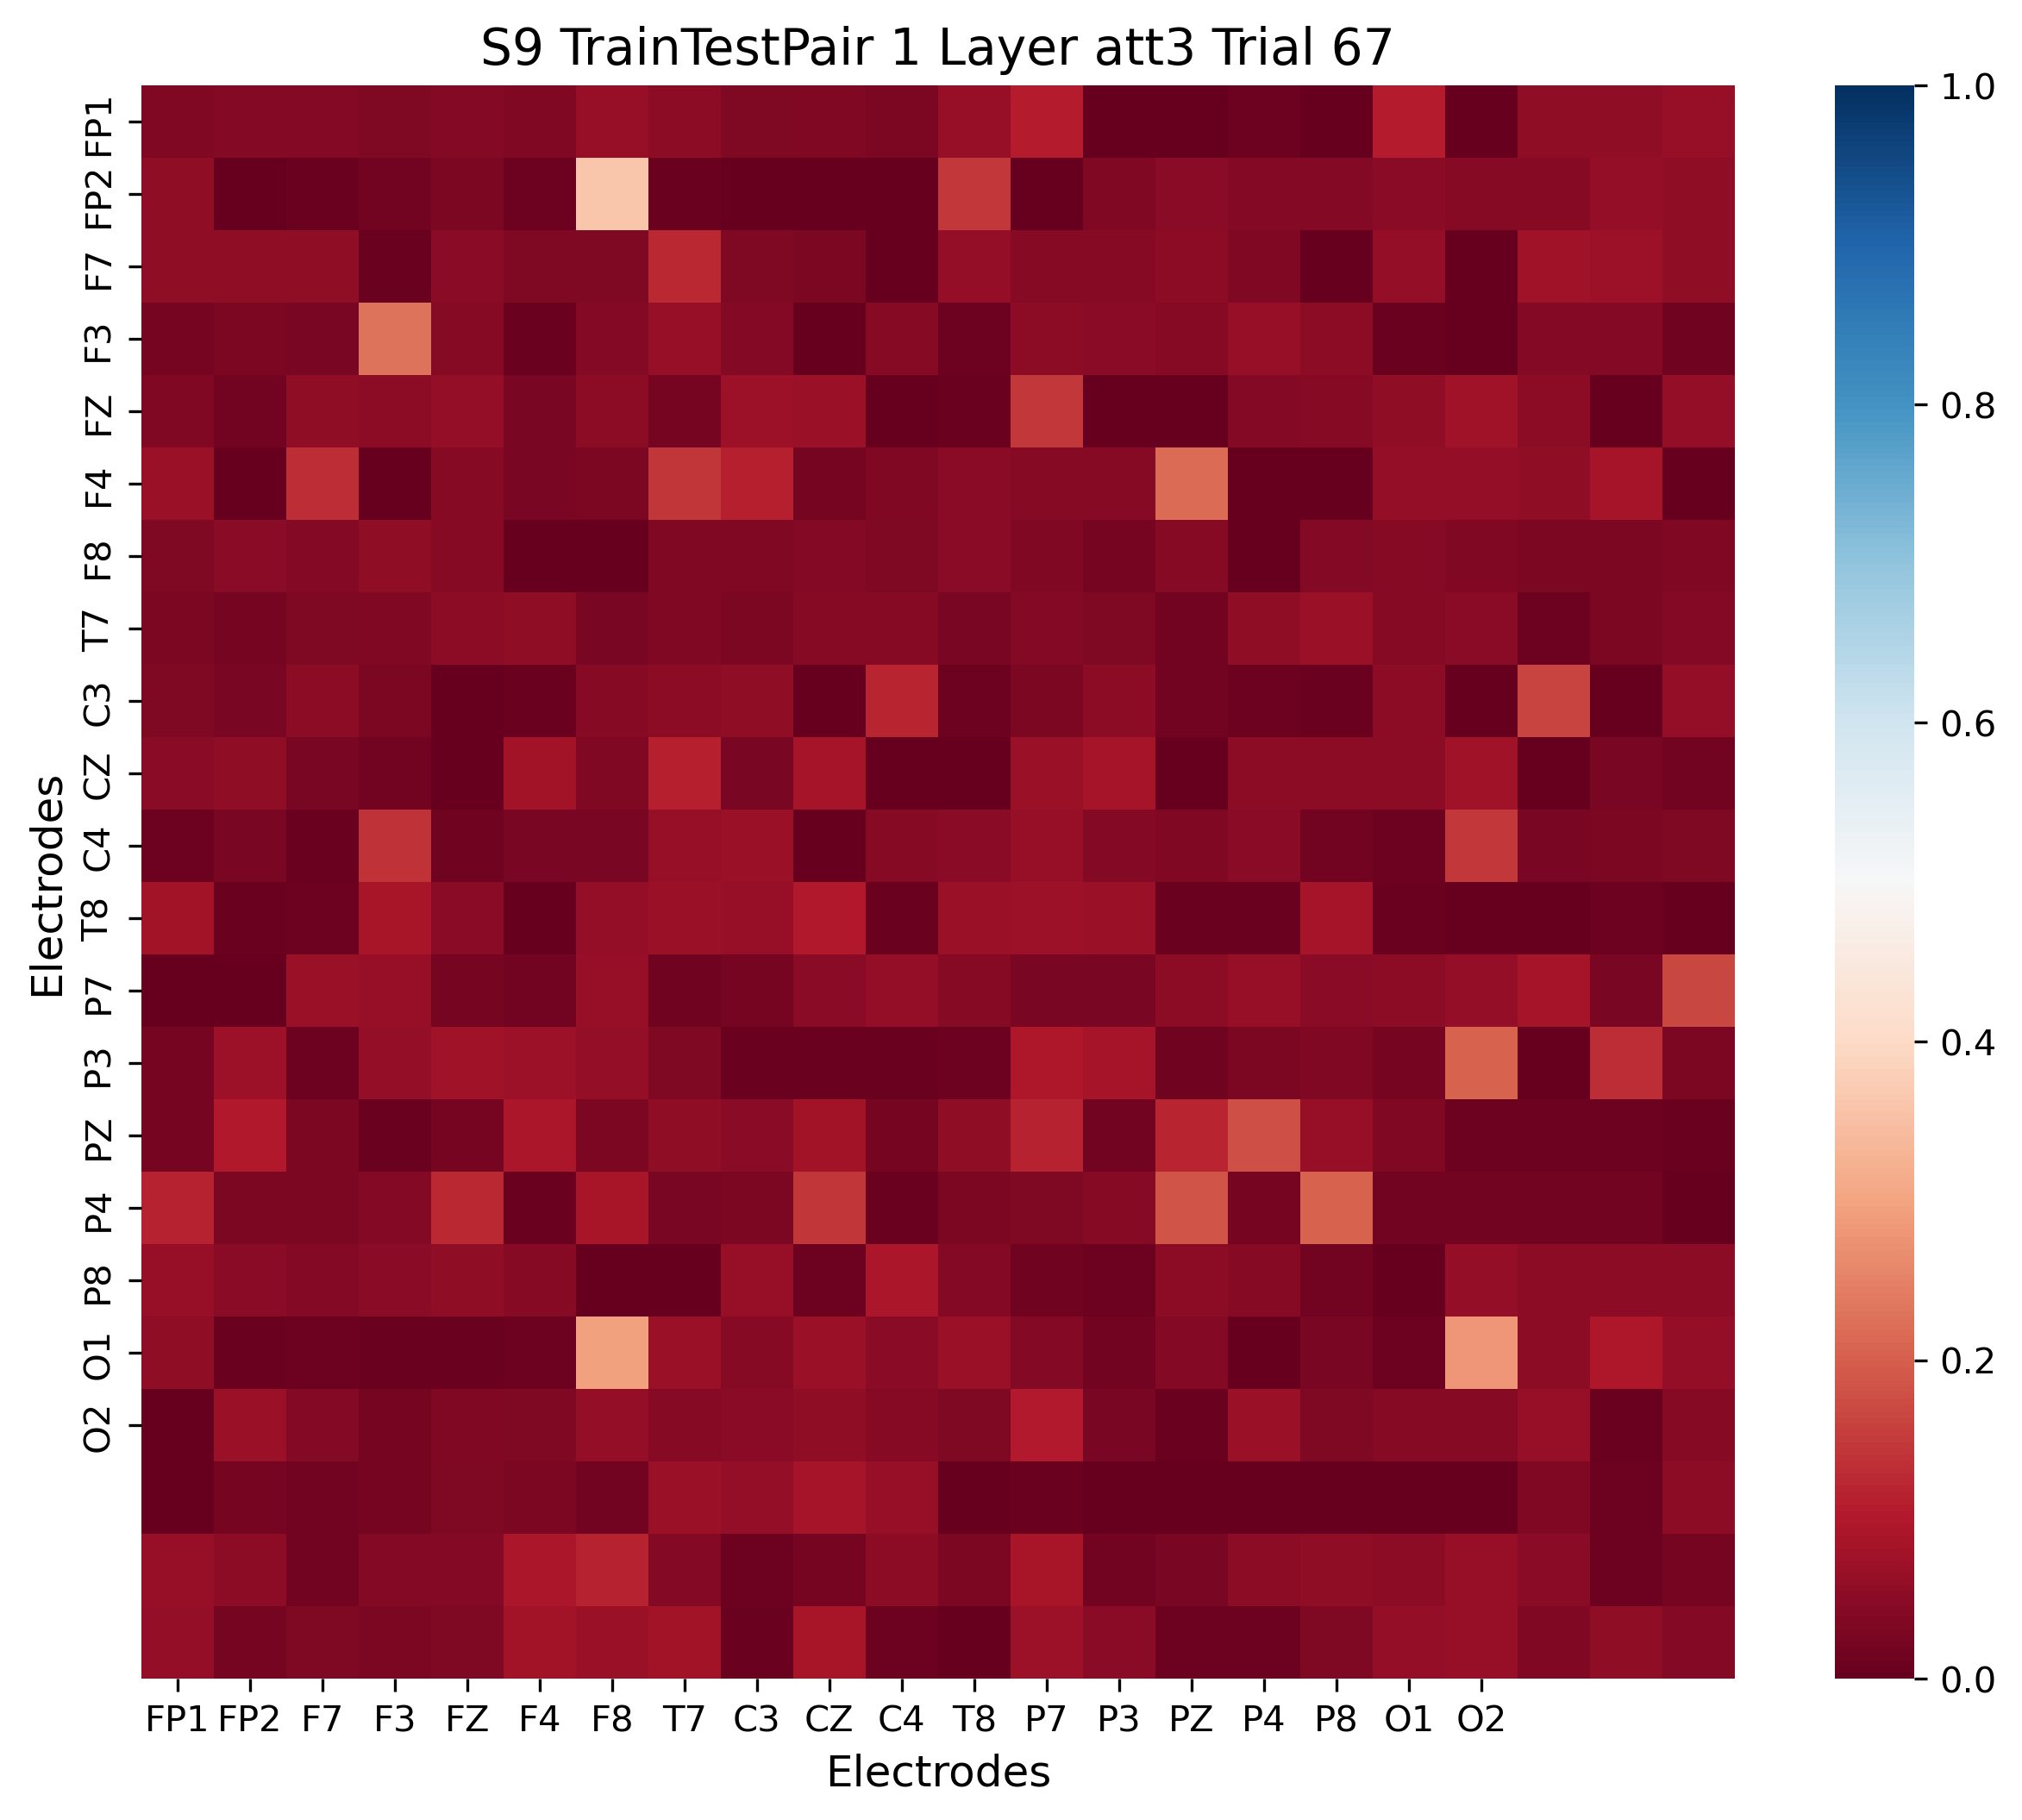 S9 TrainTestPair 1 Layer att3 Trial 67
Electrodes
FP1
FP2
F7
F3
FZ
F4
F8
T7
C3
CZ
C4
T8
P7
P3
PZ
P4
P8
O1
O2
FP1 FP2 F7 F3 FZ F4 F8 T7 C3 CZ C4 T8 P7 P3 PZ P4 P8 O1 O2
Electrodes
1.0
0.8
0.6
0.4
0.2
0.0